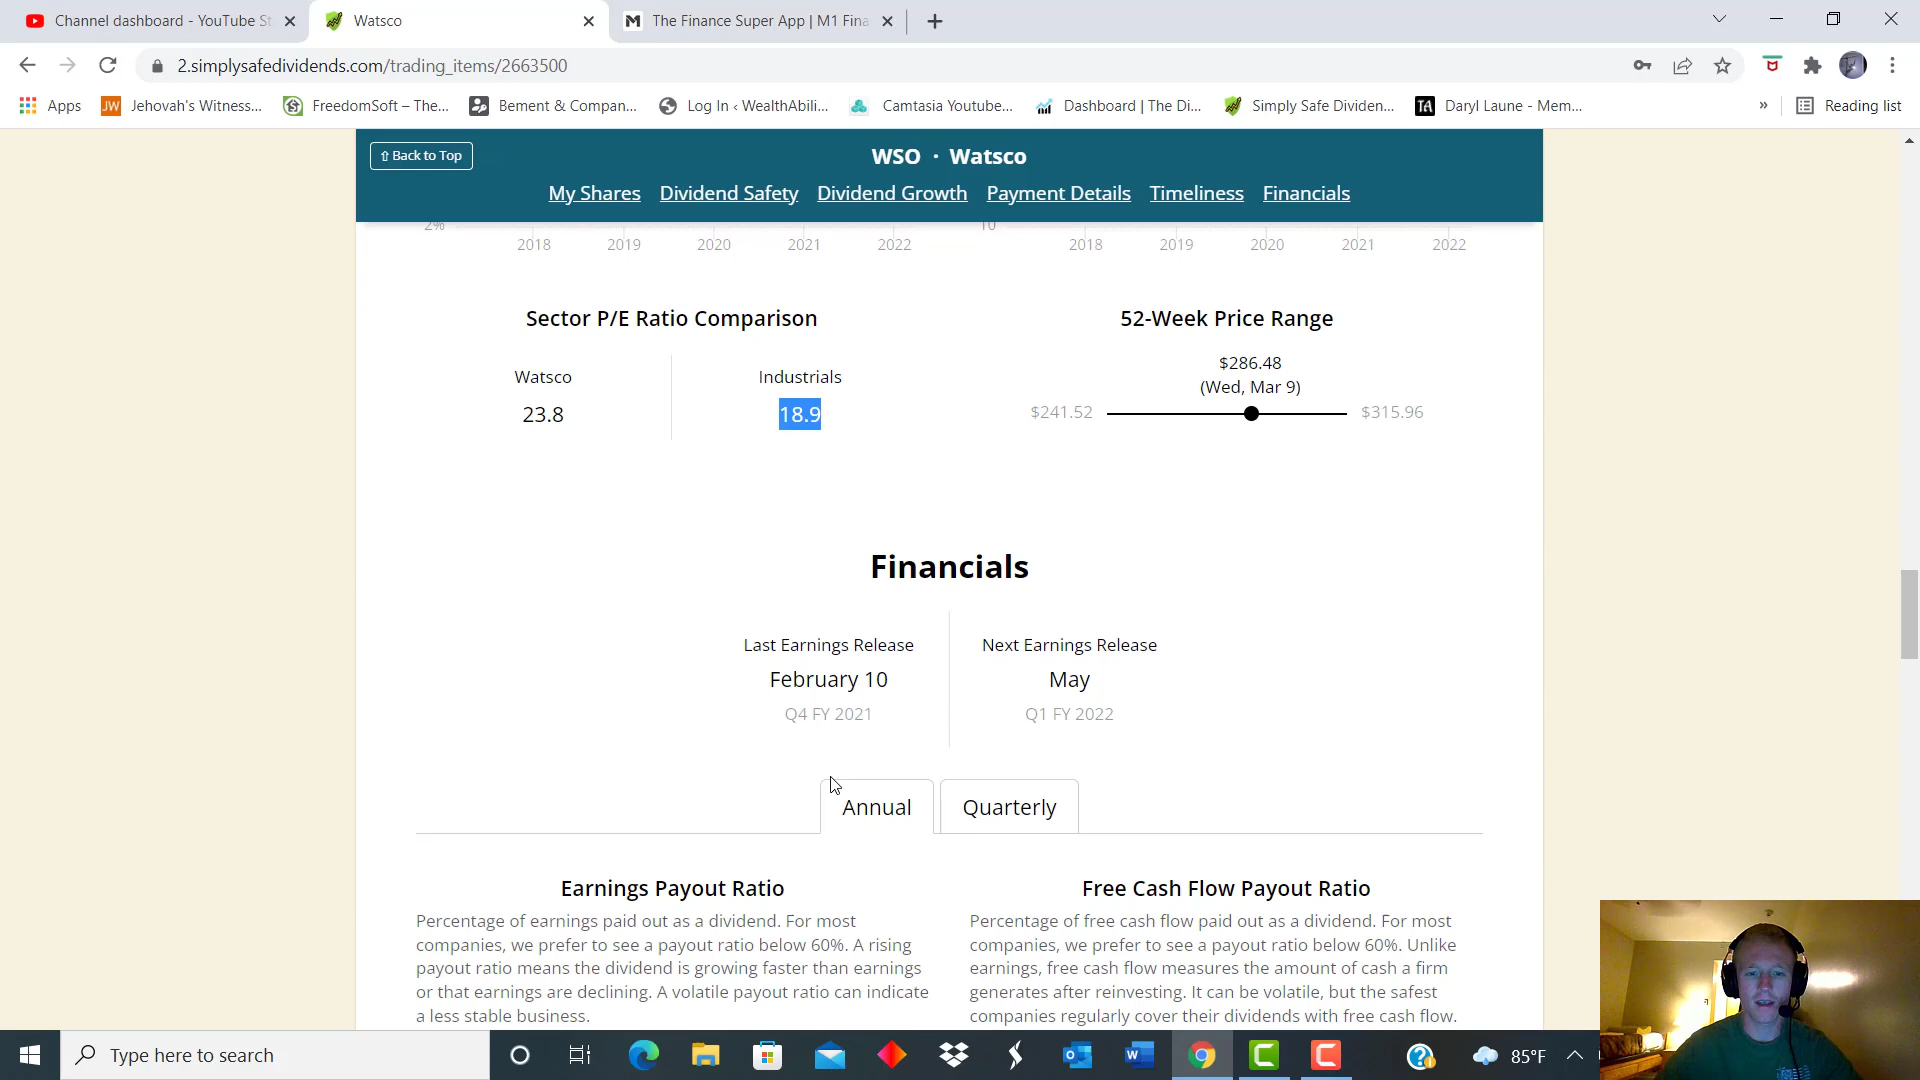 Channel dashboard - YouTube St
Watsco
The Finance Super App | M1 Fina
2.simplysafedividends.com/trading_items/2663500
Apps
JW Jehovah's Witness...
FreedomSoft – The...
Bement & Compan...
Log In ‹ WealthAbili...
Camtasia Youtube...
Dashboard | The Di...
Simply Safe Dividen...
TA Daryl Laune - Mem...
»
Reading list
⇧ Back to Top
WSO · Watsco
My Shares Dividend Safety Dividend Growth Payment Details Timeliness Financials
2% 10
2018 2019 2020 2021 2022 2018 2019 2020 2021 2022
Sector P/E Ratio Comparison
Watsco Industrials
23.8 18.9
52-Week Price Range
$286.48
(Wed, Mar 9)
$241.52 $315.96
Financials
Last Earnings Release
February 10
Q4 FY 2021
Next Earnings Release
May
Q1 FY 2022
Annual Quarterly
Earnings Payout Ratio
Percentage of earnings paid out as a dividend. For most
companies, we prefer to see a payout ratio below 60%. A rising
payout ratio means the dividend is growing faster than earnings
or that earnings are declining. A volatile payout ratio can indicate
a less stable business.
Free Cash Flow Payout Ratio
Percentage of free cash flow paid out as a dividend. For most
companies, we prefer to see a payout ratio below 60%. Unlike
earnings, free cash flow measures the amount of cash a firm
generates after reinvesting. It can be volatile, but the safest
companies regularly cover their dividends with free cash flow.
Type here to search
85°F